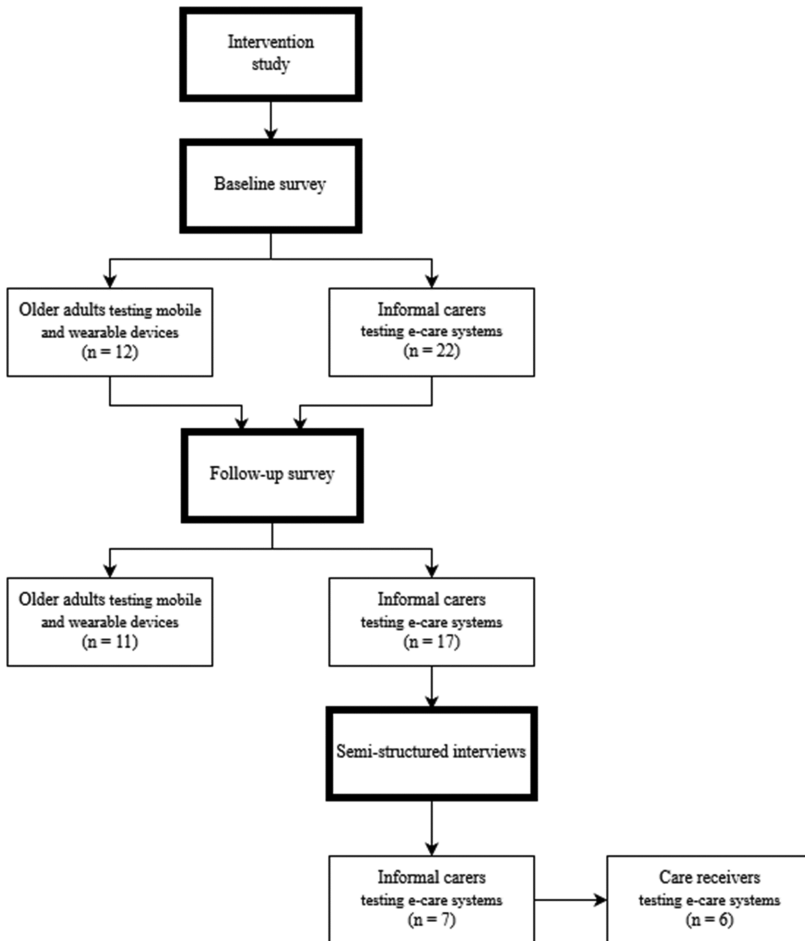 Intervention
study
Baseline survey
Older adults testing mobile
and wearable devices
(n = 12)
Informal carers
testing e-care systems
(n = 22)
Follow-up survey
Older adults testing mobile
and wearable devices
(n = 11)
Informal carers
testing e-care systems
(n = 17)
Semi-structured interviews
Informal carers
testing e-care systems
(n = 7)
Care receivers
testing e-care systems
(n = 6)